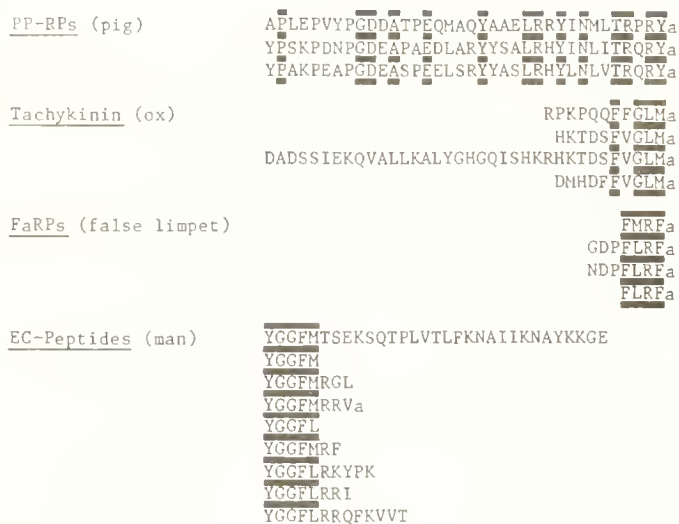 PP-RPs (pig) APLEPVYPGDDATPEQMAQYAAELRRYINMLTRPRYa
YPSKPDNPGDEAPAEDLARYYSALRHYINLITRQRYa
YPAKPEAPGDEASPEELSRYYASLRHYLNLVTRQRYa
Tachykinin (ox) RPKPQQFFGLMa
HKTDSFVGLMa
DADSSIEKQVALLKALYGHGQISHKRHKTDSFVGLMa
DMHDFFVGLMa
FaRPs (false limpet) FMRFa
GDPFLRFa
NDPFLRFa
FLRFa
EC-Peptides (man) YGGFMTSEKSQTPLVTLFKNAIIKNAYKKGE
YGGFM
YGGFMRGL
YGGFMRRVa
YGGFL
YGGFMRF
YGGFLRKYPK
YGGFLRRI
YGGFLRRQFKVVT